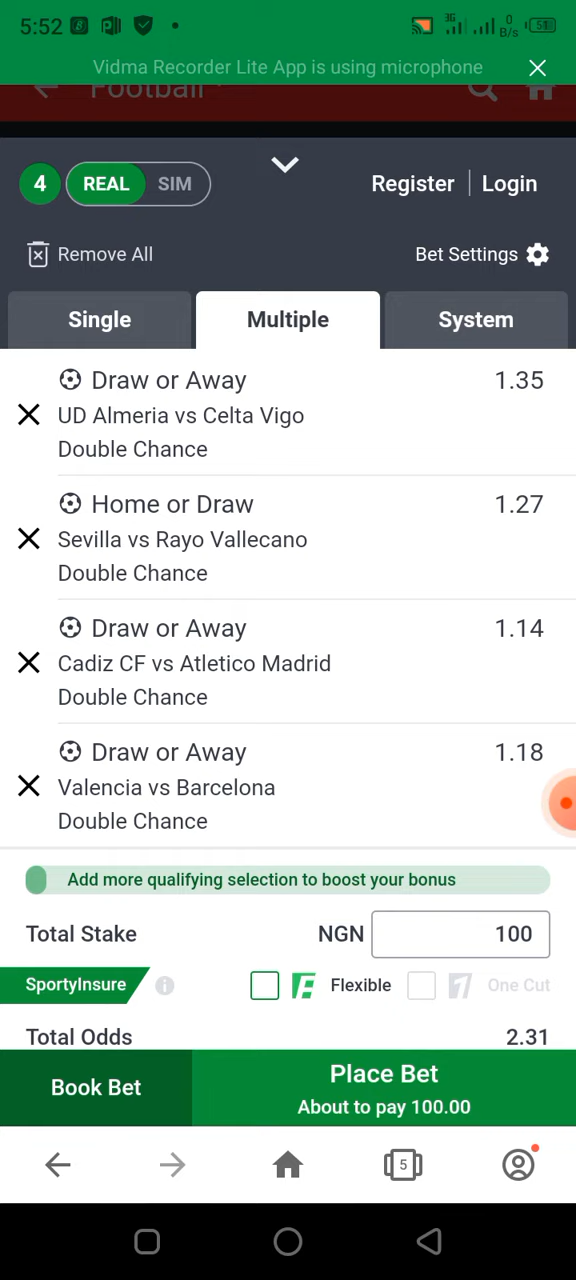 5:52
3G 0 B/s 58
Vidma Recorder Lite App is using microphone
Football
4 REAL SIM Register Login
Remove All Bet Settings
Single Multiple System
Draw or Away 1.35
UD Almeria vs Celta Vigo
Double Chance
Home or Draw 1.27
Sevilla vs Rayo Vallecano
Double Chance
Draw or Away 1.14
Cadiz CF vs Atletico Madrid
Double Chance
Draw or Away 1.18
Valencia vs Barcelona
Double Chance
Add more qualifying selection to boost your bonus
Total Stake NGN 100
SportyInsure Flexible One Cut
Total Odds 2.31
Book Bet
Place Bet
About to pay 100.00
5